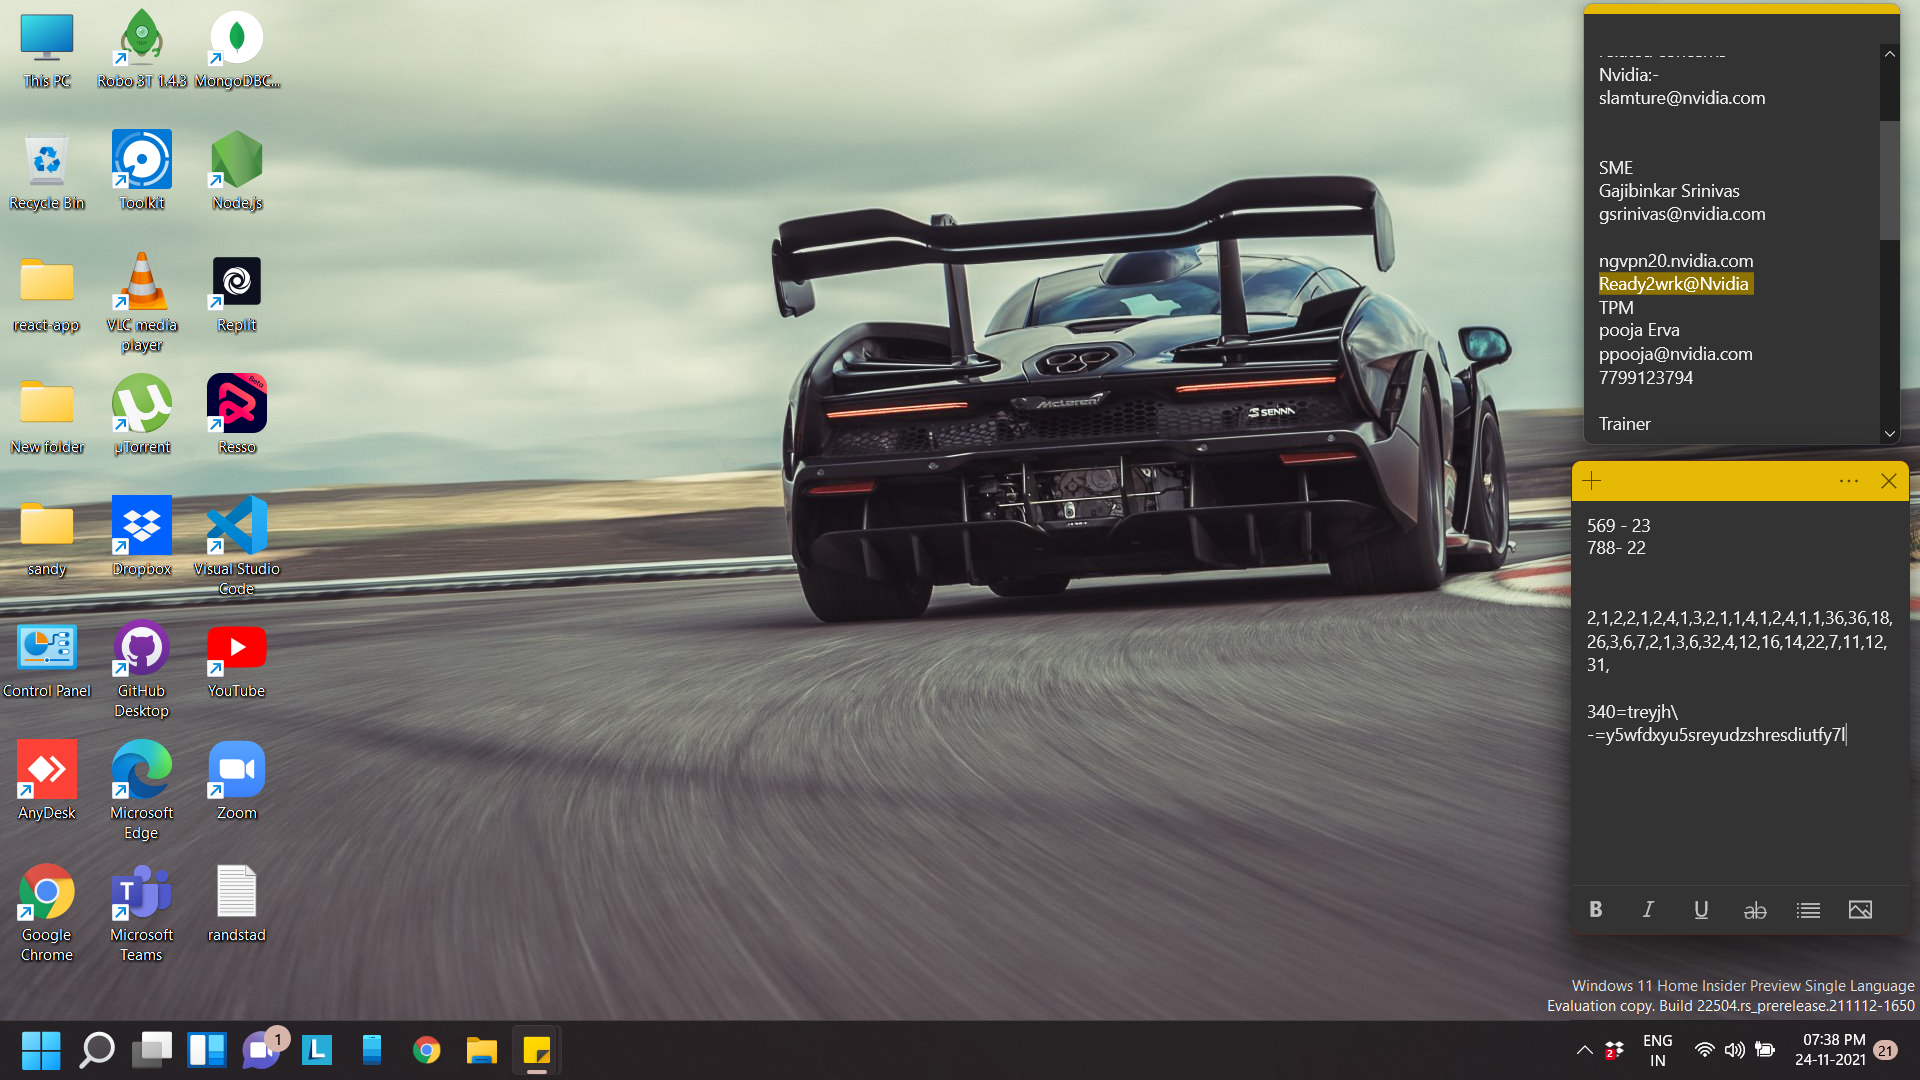 This PC
Robo 3T 1.4.3
MongoDBC...
Recycle Bin
Toolkit
Node.js
react-app
VLC media
player
Replit
New folder
µTorrent
Beta
Resso
sandy
Dropbox
Visual Studio
Code
Control Panel
GitHub
Desktop
YouTube
AnyDesk
Microsoft
Edge
Zoom
Google
Chrome
Microsoft
Teams
randstad
McLaren
SENNA
Nvidia:-
slamture@nvidia.com
SME
Gajibinkar Srinivas
gsrinivas@nvidia.com
ngvpn20.nvidia.com
Ready2wrk@Nvidia
TPM
pooja Erva
ppooja@nvidia.com
7799123794
Trainer
569 - 23
788- 22
2,1,2,2,1,2,4,1,3,2,1,1,4,1,2,4,1,1,36,36,18,
26,3,6,7,2,1,3,6,32,4,12,16,14,22,7,11,12,
31,
340=treyjh\
-=y5wfdxyu5sreyudzshresdiutfy7l
B I U ab
Windows 11 Home Insider Preview Single Language
Evaluation copy. Build 22504.rs_prerelease.211112-1650
1
L
2
ENG
IN
07:38 PM
24-11-2021
21